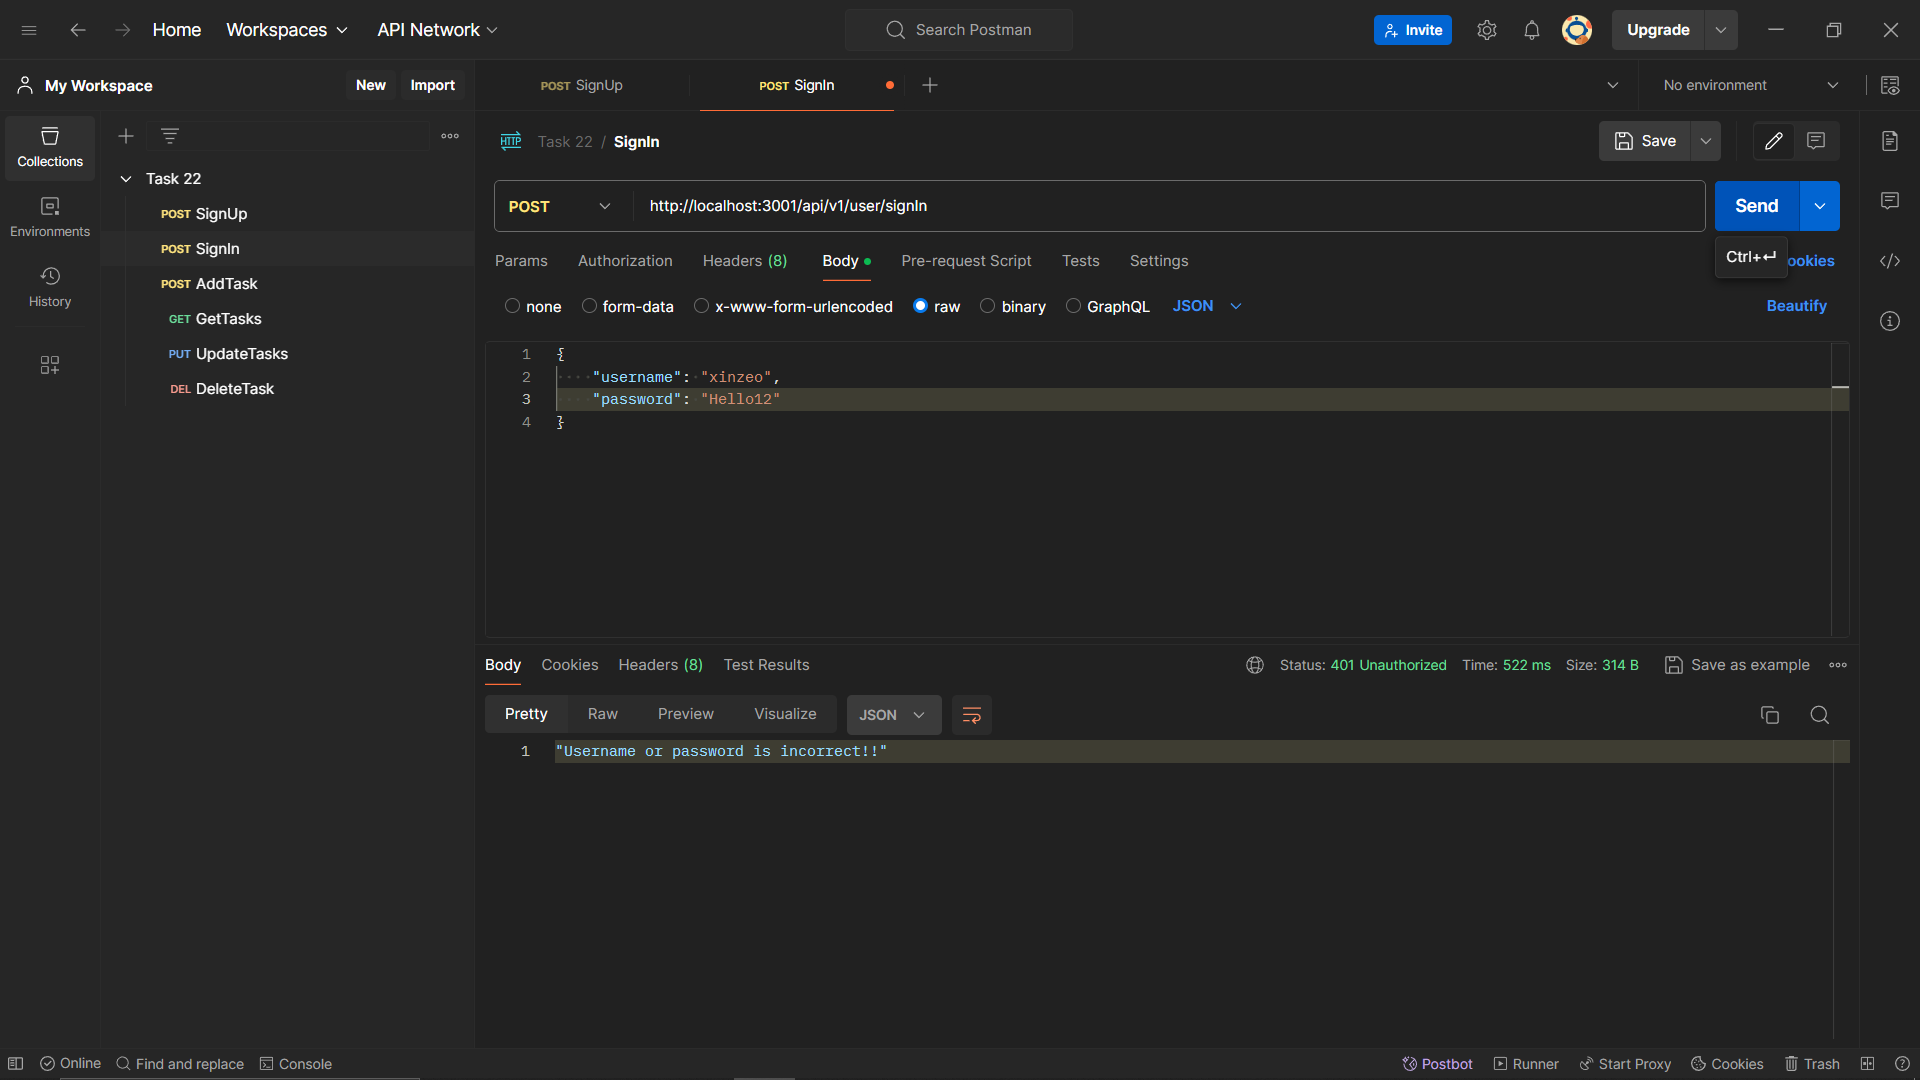 Home Workspaces API Network Search Postman Invite Upgrade
My Workspace New Import POST SignUp POST SignIn No environment
Collections
Environments
History
Task 22
POST SignUp
POST SignIn
POST AddTask
GET GetTasks
PUT UpdateTasks
DEL DeleteTask
HTTP Task 22 / SignIn Save
POST http://localhost:3001/api/v1/user/signIn Send
Ctrl+↵
Params Authorization Headers (8) Body Pre-request Script Tests Settings ookies
none form-data x-www-form-urlencoded raw binary GraphQL JSON Beautify
1 {
2 "username": "xinzeo",
3 "password": "Hello12"
4 }
Body Cookies Headers (8) Test Results Status: 401 Unauthorized Time: 522 ms Size: 314 B Save as example
Pretty Raw Preview Visualize JSON
1 "Username or password is incorrect!!"
Online Find and replace Console Postbot Runner Start Proxy Cookies Trash